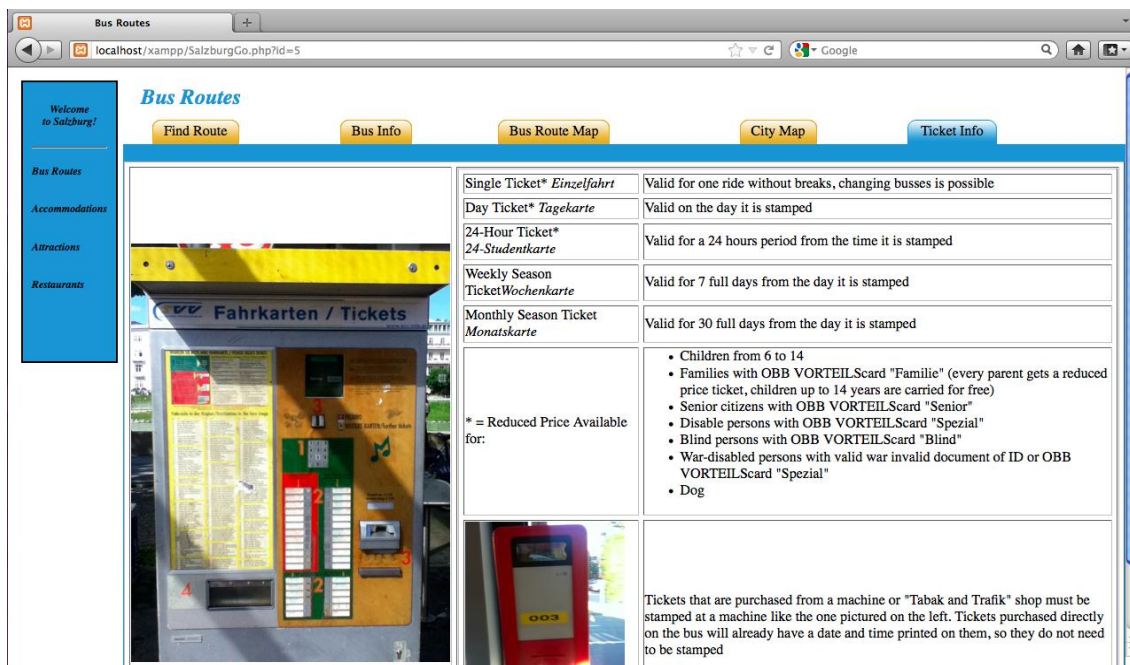 Bus Routes
localhost/xampp/SalzburgGo.php?id=5
Google
Welcome
to Salzburg!
Bus Routes
Accommodations
Attractions
Restaurants
Bus Routes
Find Route
Bus Info
Bus Route Map
City Map
Ticket Info
Fahrkarten / Tickets
3
1
2
2
3
4
Single Ticket* Einzelfahrt
Valid for one ride without breaks, changing busses is possible
Day Ticket* Tagekarte
Valid on the day it is stamped
24-Hour Ticket*
24-Studentkarte
Valid for a 24 hours period from the time it is stamped
Weekly Season
TicketWochenkarte
Valid for 7 full days from the day it is stamped
Monthly Season Ticket
Monatskarte
Valid for 30 full days from the day it is stamped
* = Reduced Price Available
for:
• Children from 6 to 14
• Families with OBB VORTEILScard "Familie" (every parent gets a reduced
price ticket, children up to 14 years are carried for free)
• Senior citizens with OBB VORTEILScard "Senior"
• Disable persons with OBB VORTEILScard "Spezial"
• Blind persons with OBB VORTEILScard "Blind"
• War-disabled persons with valid war invalid document of ID or OBB
VORTEILScard "Spezial"
• Dog
003
Tickets that are purchased from a machine or "Tabak and Trafik" shop must be
stamped at a machine like the one pictured on the left. Tickets purchased directly
on the bus will already have a date and time printed on them, so they do not need
to be stamped